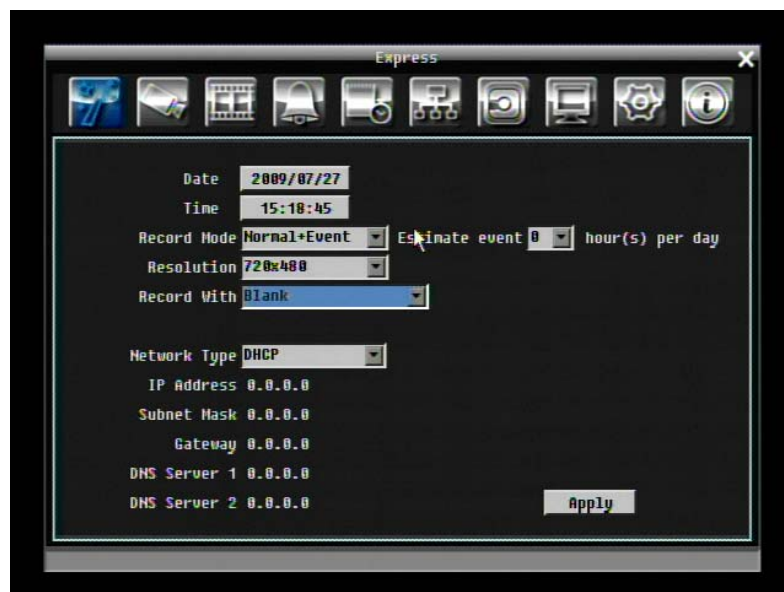 Express
Date 2009/07/27
Time 15:18:45
Record Mode Normal+Event Estimate event 0 hour(s) per day
Resolution 720x480
Record With Blank
Network Type DHCP
IP Address 0.0.0.0
Subnet Mask 0.0.0.0
Gateway 0.0.0.0
DNS Server 1 0.0.0.0
DNS Server 2 0.0.0.0
Apply